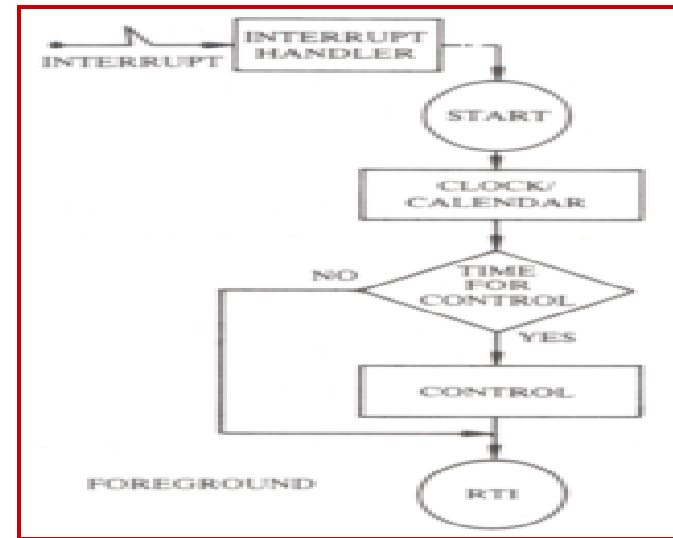 INTERRUPT
INTERRUPT
HANDLER
START
CLOCK/
CALENDAR
NO
TIME
FOR
CONTROL
YES
CONTROL
FOREGROUND
RTI